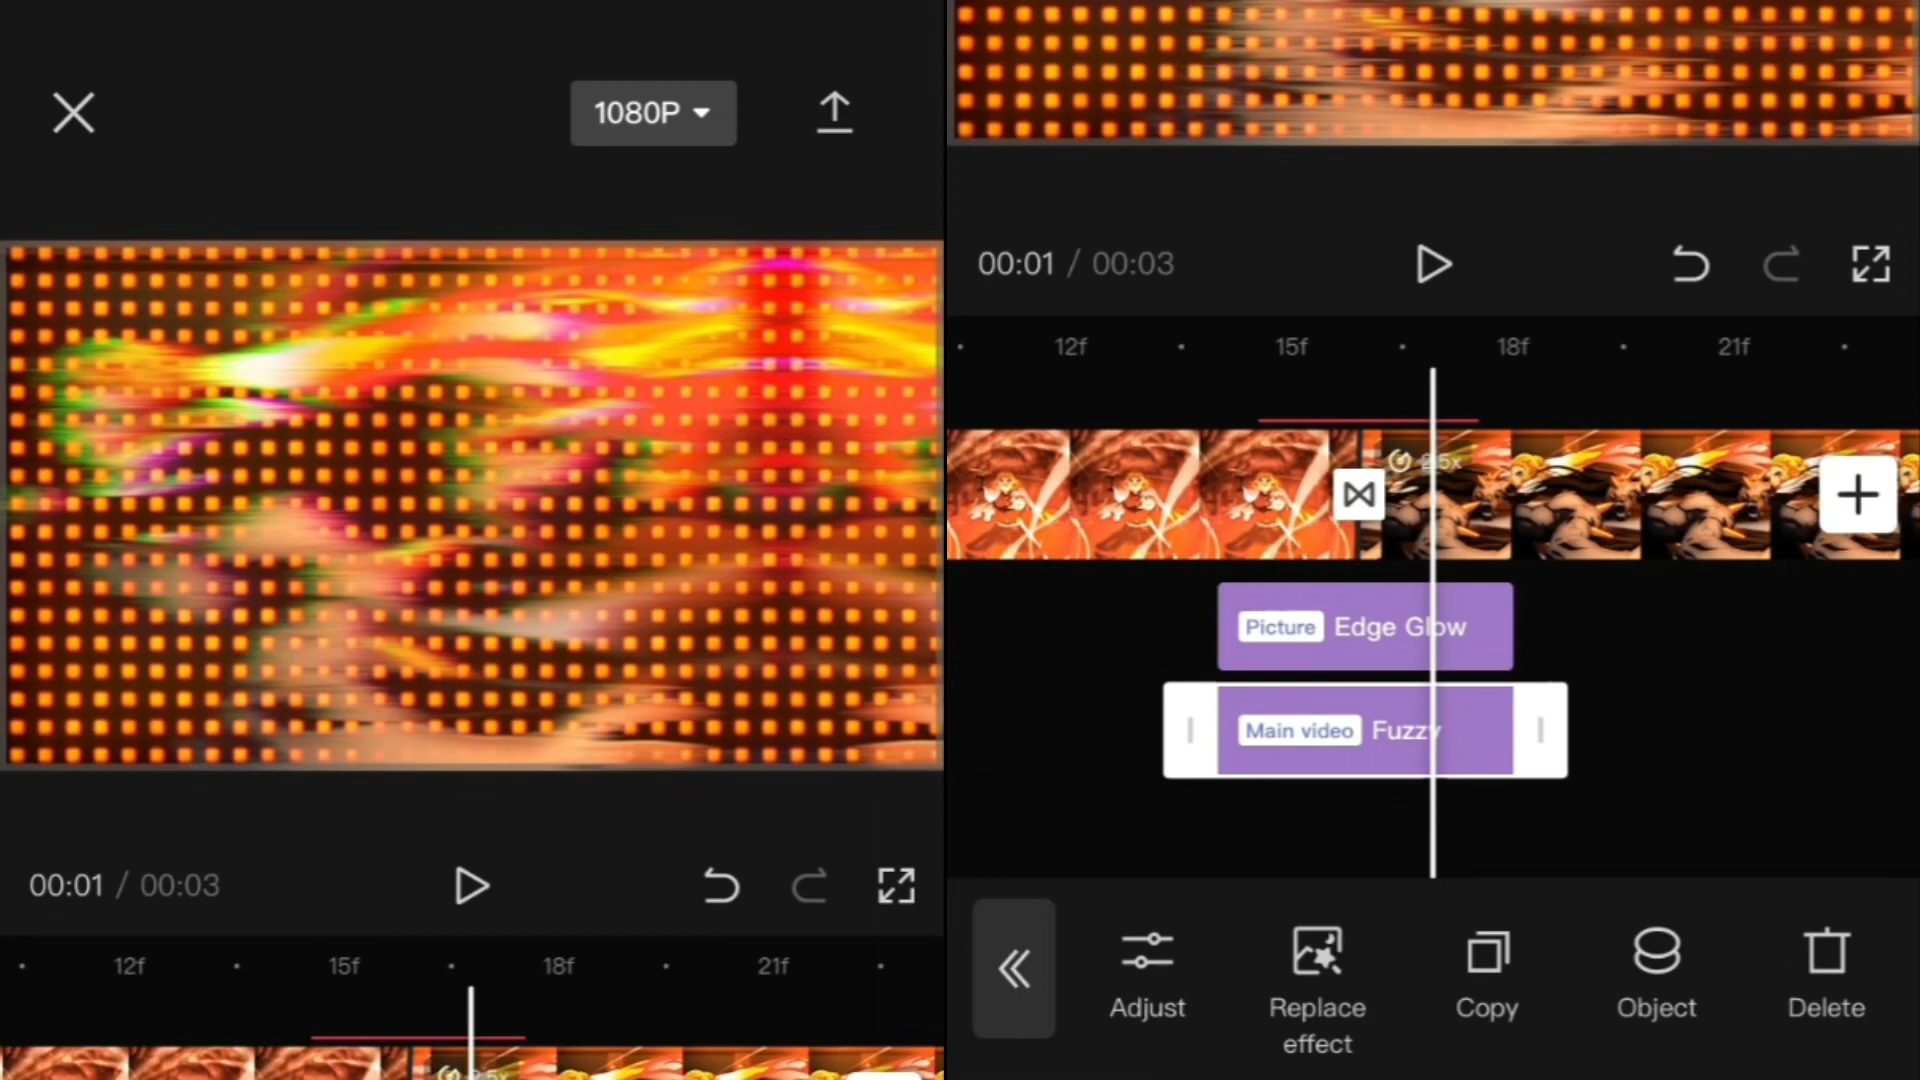 1080P
00:01 / 00:03
12f 15f 18f 21f
00:01 / 00:03
12f 15f 18f 21f
Picture Edge Glow
Main video Fuzzy
Adjust
Replace
effect
Copy
Object
Delete